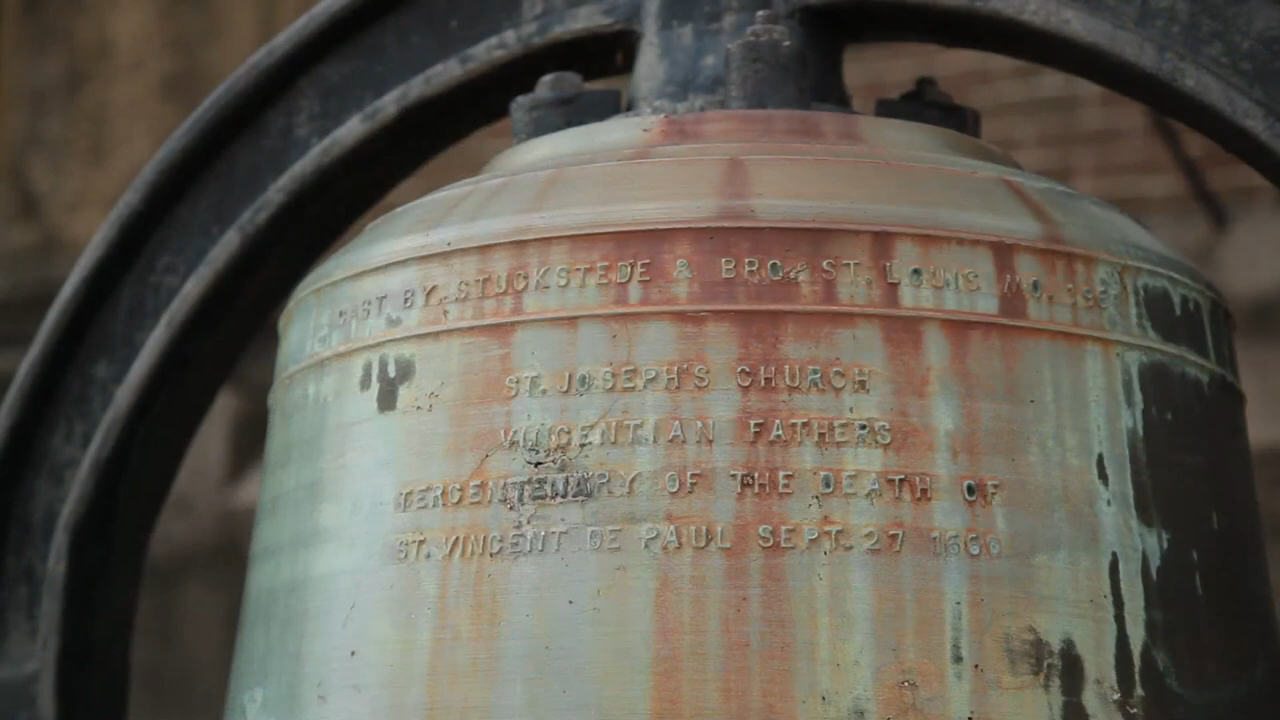 CAST BY STUCKSTEDE & BRO. ST. LOUIS MO.
ST. JOSEPH'S CHURCH
VINCENTIAN FATHERS
TERCENTENARY OF THE DEATH OF
ST. VINCENT DE PAUL SEPT. 27 1660